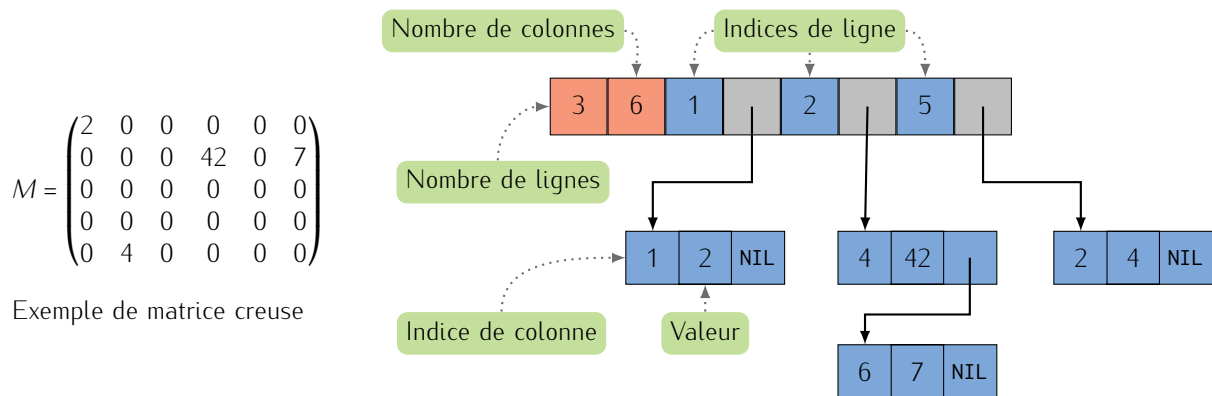 Nombre de colonnes
Indices de ligne
3 6 1 2 5
Nombre de lignes
M =
2 0 0 0 0 0
0 0 0 42 0 7
0 0 0 0 0 0
0 0 0 0 0 0
0 4 0 0 0 0
Exemple de matrice creuse
1 2 NIL
4 42
2 4 NIL
Indice de colonne
Valeur
6 7 NIL